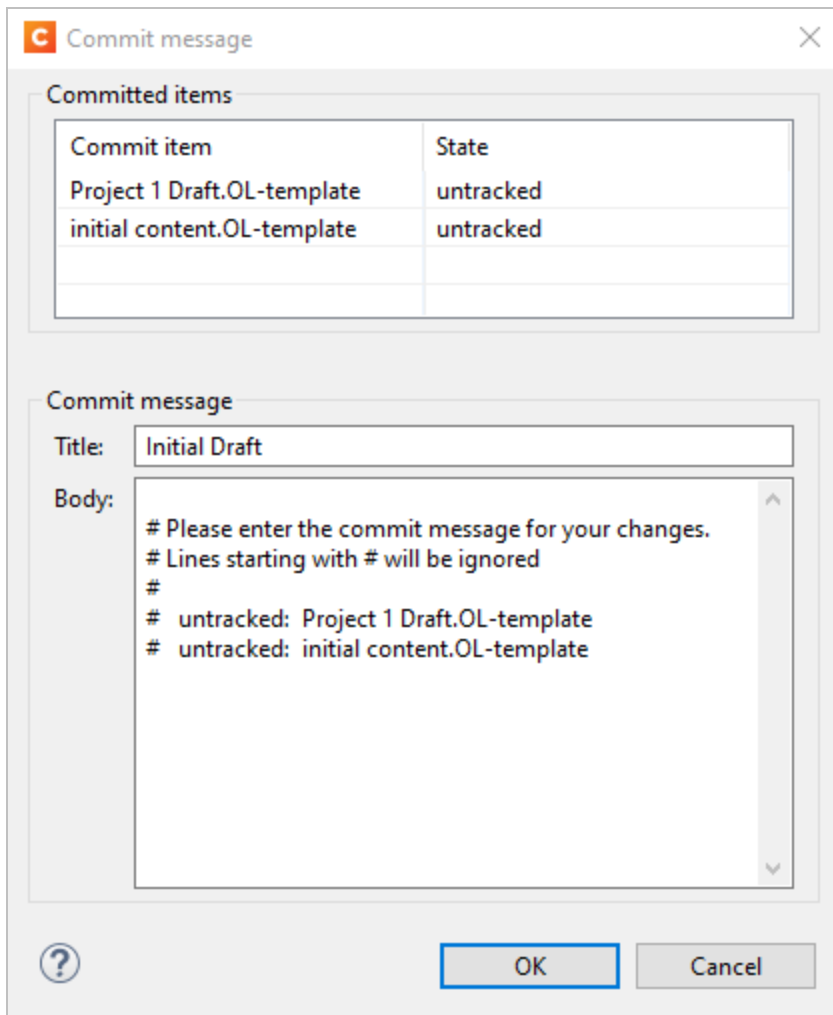 C Commit message
Committed items
Commit item State
Project 1 Draft.OL-template untracked
initial content.OL-template untracked
Commit message
Title: Initial Draft
Body:
# Please enter the commit message for your changes.
# Lines starting with # will be ignored
#
# untracked: Project 1 Draft.OL-template
# untracked: initial content.OL-template
? OK Cancel